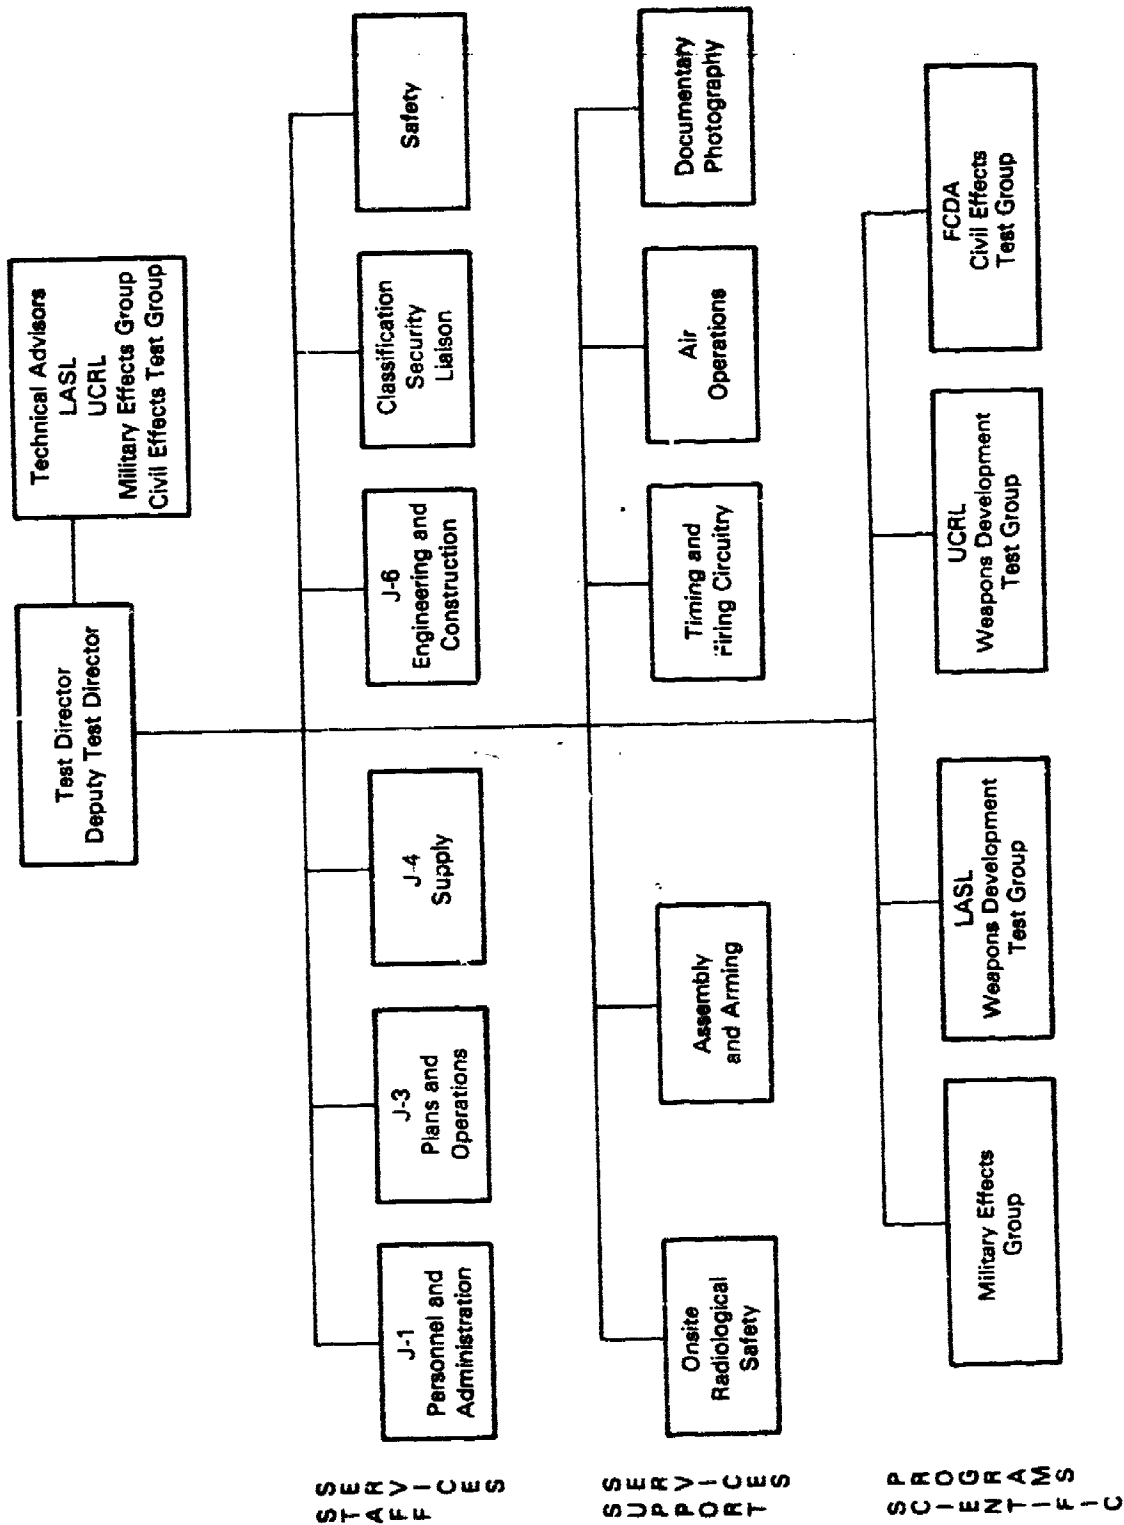 Test Director
Deputy Test Director
Technical Advisors
LASL
UCRL
Military Effects Group
Civil Effects Test Group
STAFF
SERVICES
J-1
Personnel and
Administration
J-3
Plans and
Operations
J-4
Supply
J-6
Engineering and
Construction
Classification
Security
Liaison
Safety
SUPPORT
SERVICES
Onsite
Radiological
Safety
Assembly
and Arming
Timing and
Firing Circuitry
Air
Operations
Documentary
Photography
SCIENTIFIC
PROGRAMS
Military Effects
Group
LASL
Weapons Development
Test Group
UCRL
Weapons Development
Test Group
FCDA
Civil Effects
Test Group